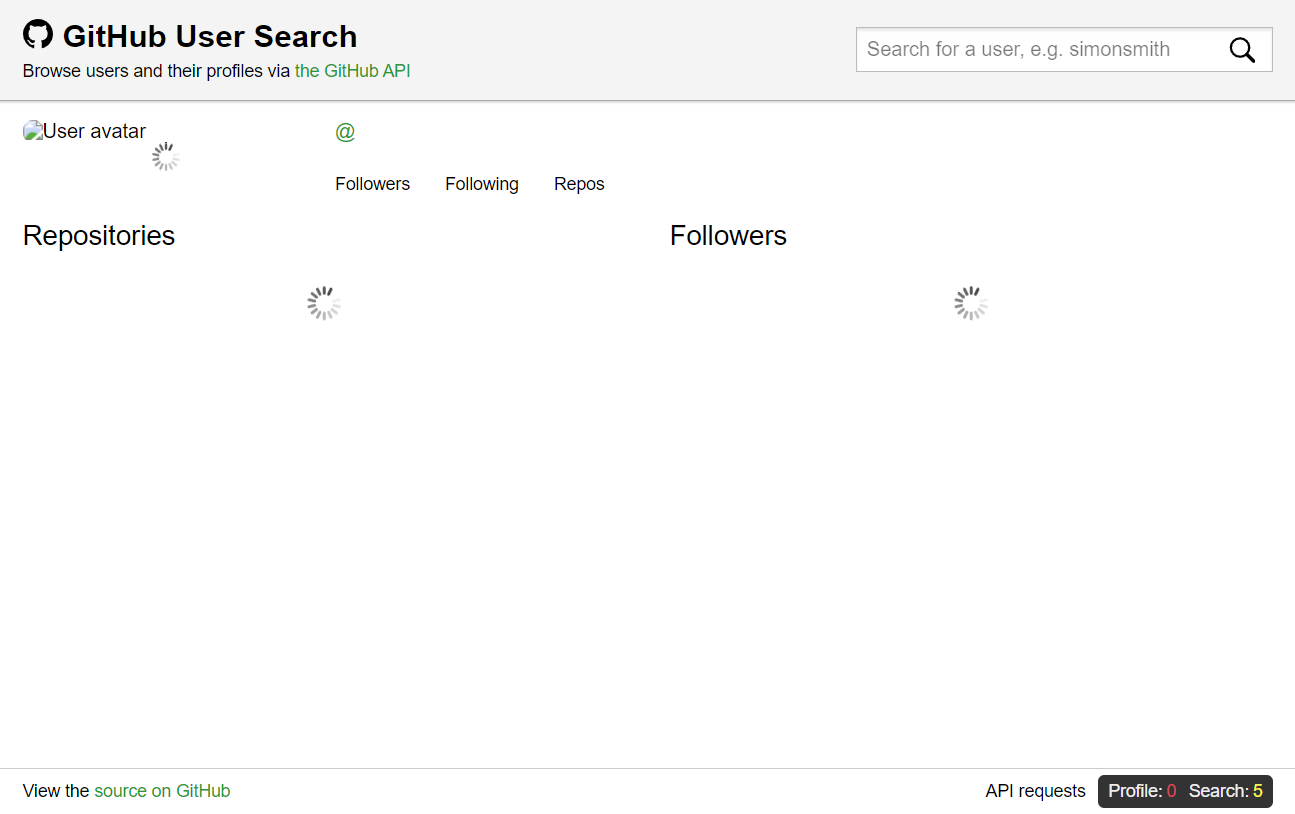 GitHub User Search
Browse users and their profiles via the GitHub API
Search for a user, e.g. simonsmith
User avatar
@
Followers Following Repos
Repositories
Followers
View the source on GitHub
API requests Profile: 0 Search: 5